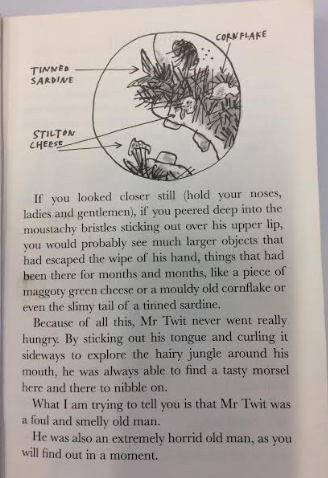 CORNFLAKE
TINNED
SARDINE
STILTON
CHEESE
If you looked closer still (hold your noses,
ladies and gentlemen), if you peered deep into the
moustachy bristles sticking out over his upper lip,
you would probably see much larger objects that
had escaped the wipe of his hand, things that had
been there for months and months, like a piece of
maggoty green cheese or a mouldy old cornflake or
even the slimy tail of a tinned sardine.
Because of all this, Mr Twit never went really
hungry. By sticking out his tongue and curling it
sideways to explore the hairy jungle around his
mouth, he was always able to find a tasty morsel
here and there to nibble on.
What I am trying to tell you is that Mr Twit was
a foul and smelly old man.
He was also an extremely horrid old man, as you
will find out in a moment.